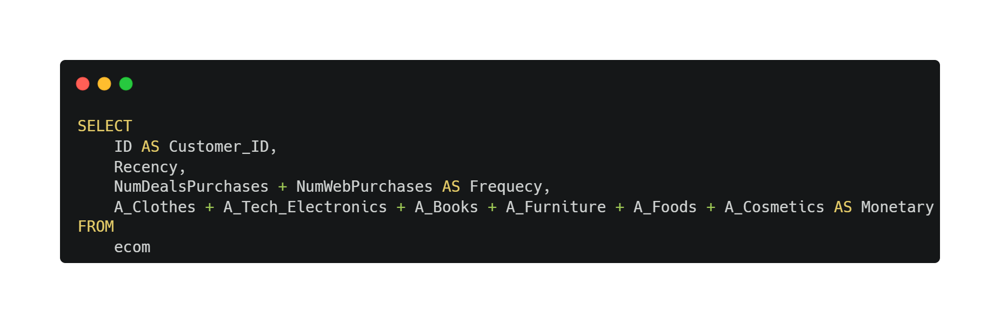 SELECT
    ID AS Customer_ID,
    Recency,
    NumDealsPurchases + NumWebPurchases AS Frequecy,
    A_Clothes + A_Tech_Electronics + A_Books + A_Furniture + A_Foods + A_Cosmetics AS Monetary
FROM
    ecom